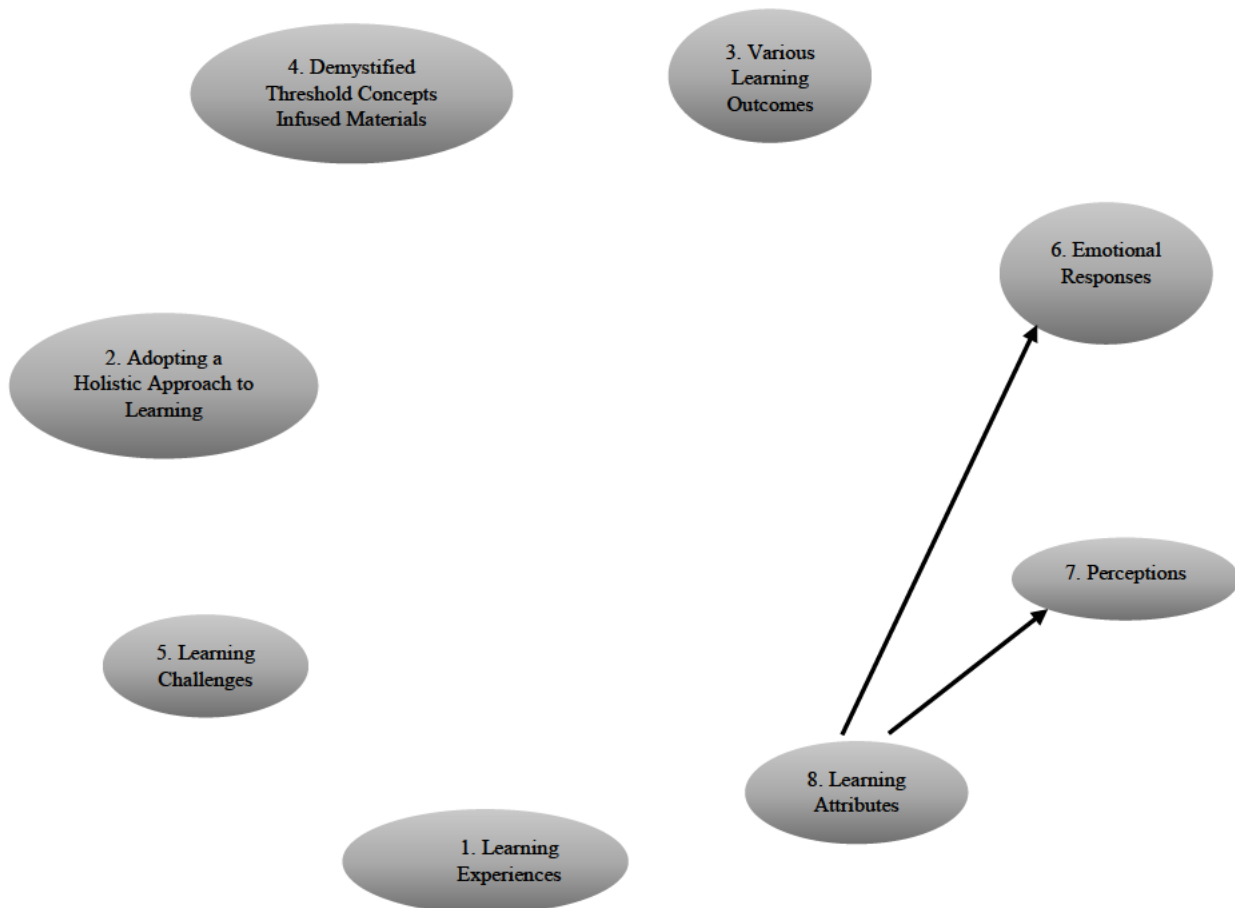 4. Demystified
Threshold Concepts
Infused Materials
3. Various
Learning
Outcomes
6. Emotional
Responses
2. Adopting a
Holistic Approach to
Learning
7. Perceptions
5. Learning
Challenges
8. Learning
Attributes
1. Learning
Experiences